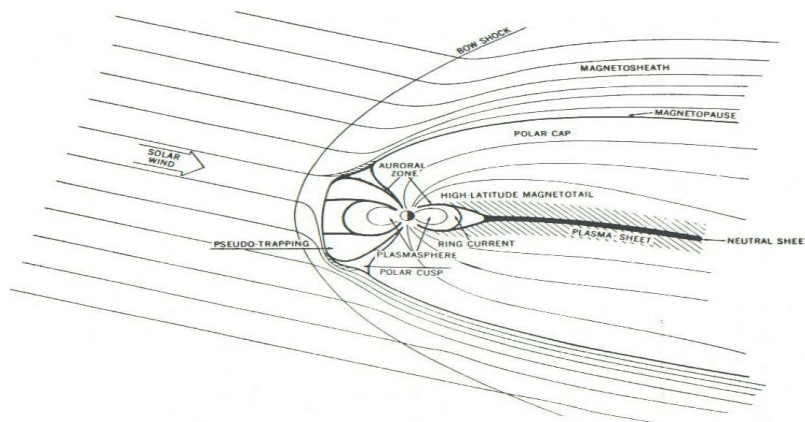 BOW SHOCK
MAGNETOSHEATH
MAGNETOPAUSE
POLAR CAP
SOLAR
WIND
AURORAL
ZONE
HIGH-LATITUDE MAGNETOTAIL
PLASMA-SHEET
NEUTRAL SHEET
PSEUDO-TRAPPING
RING CURRENT
PLASMASPHERE
POLAR CUSP